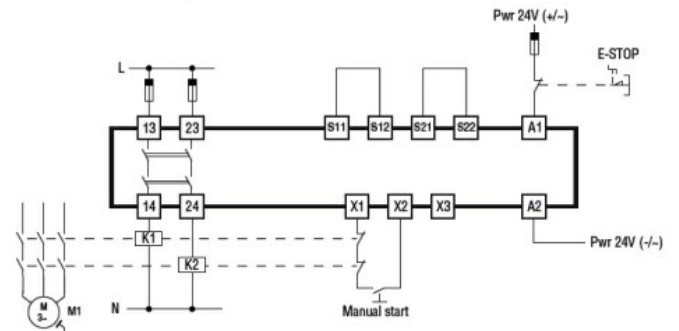 Pwr 24V (+/~)
E-STOP
L
13 23 S11 S12 S21 S22 A1
14 24 X1 X2 X3 A2
K1
Pwr 24V (-/~)
K2
M
3~
M1
N
Manual start